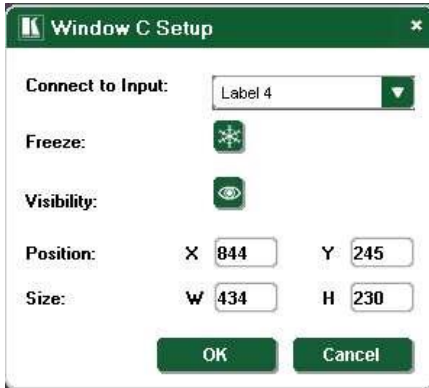 Window C Setup
Connect to Input: Label 4
Freeze:
Visibility:
Position: X 844 Y 245
Size: W 434 H 230
OK Cancel